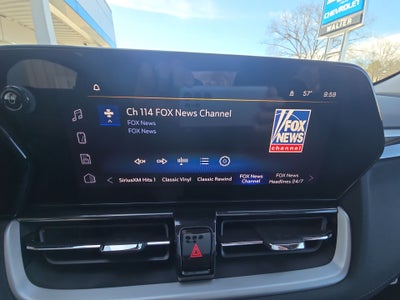 CHEVROLET
WALTER
57°
9:59
Ch 114 FOX News Channel
FOX News
FOX News
FOX
NEWS
channel
SiriusXM Hits 1
Classic Vinyl
Classic Rewind
FOX News
Channel
FOX News
Headlines 24/7